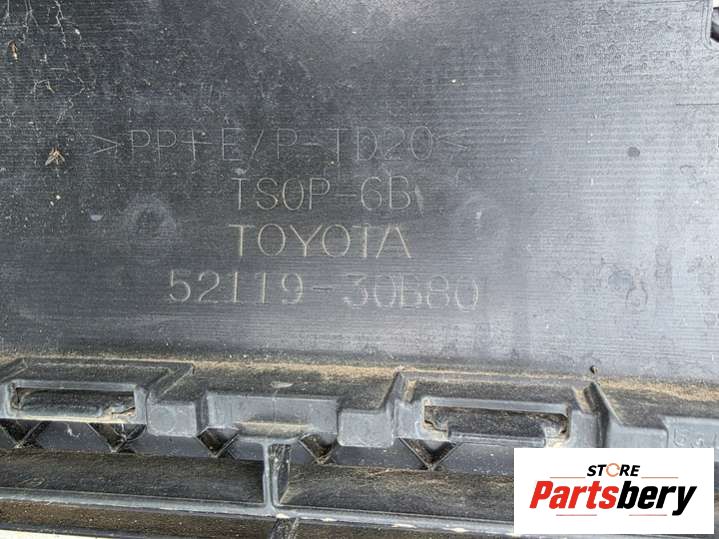 >PP+E/P-TD20<
TSOP-6B
TOYOTA
52119-30B80
STORE
Partsbery